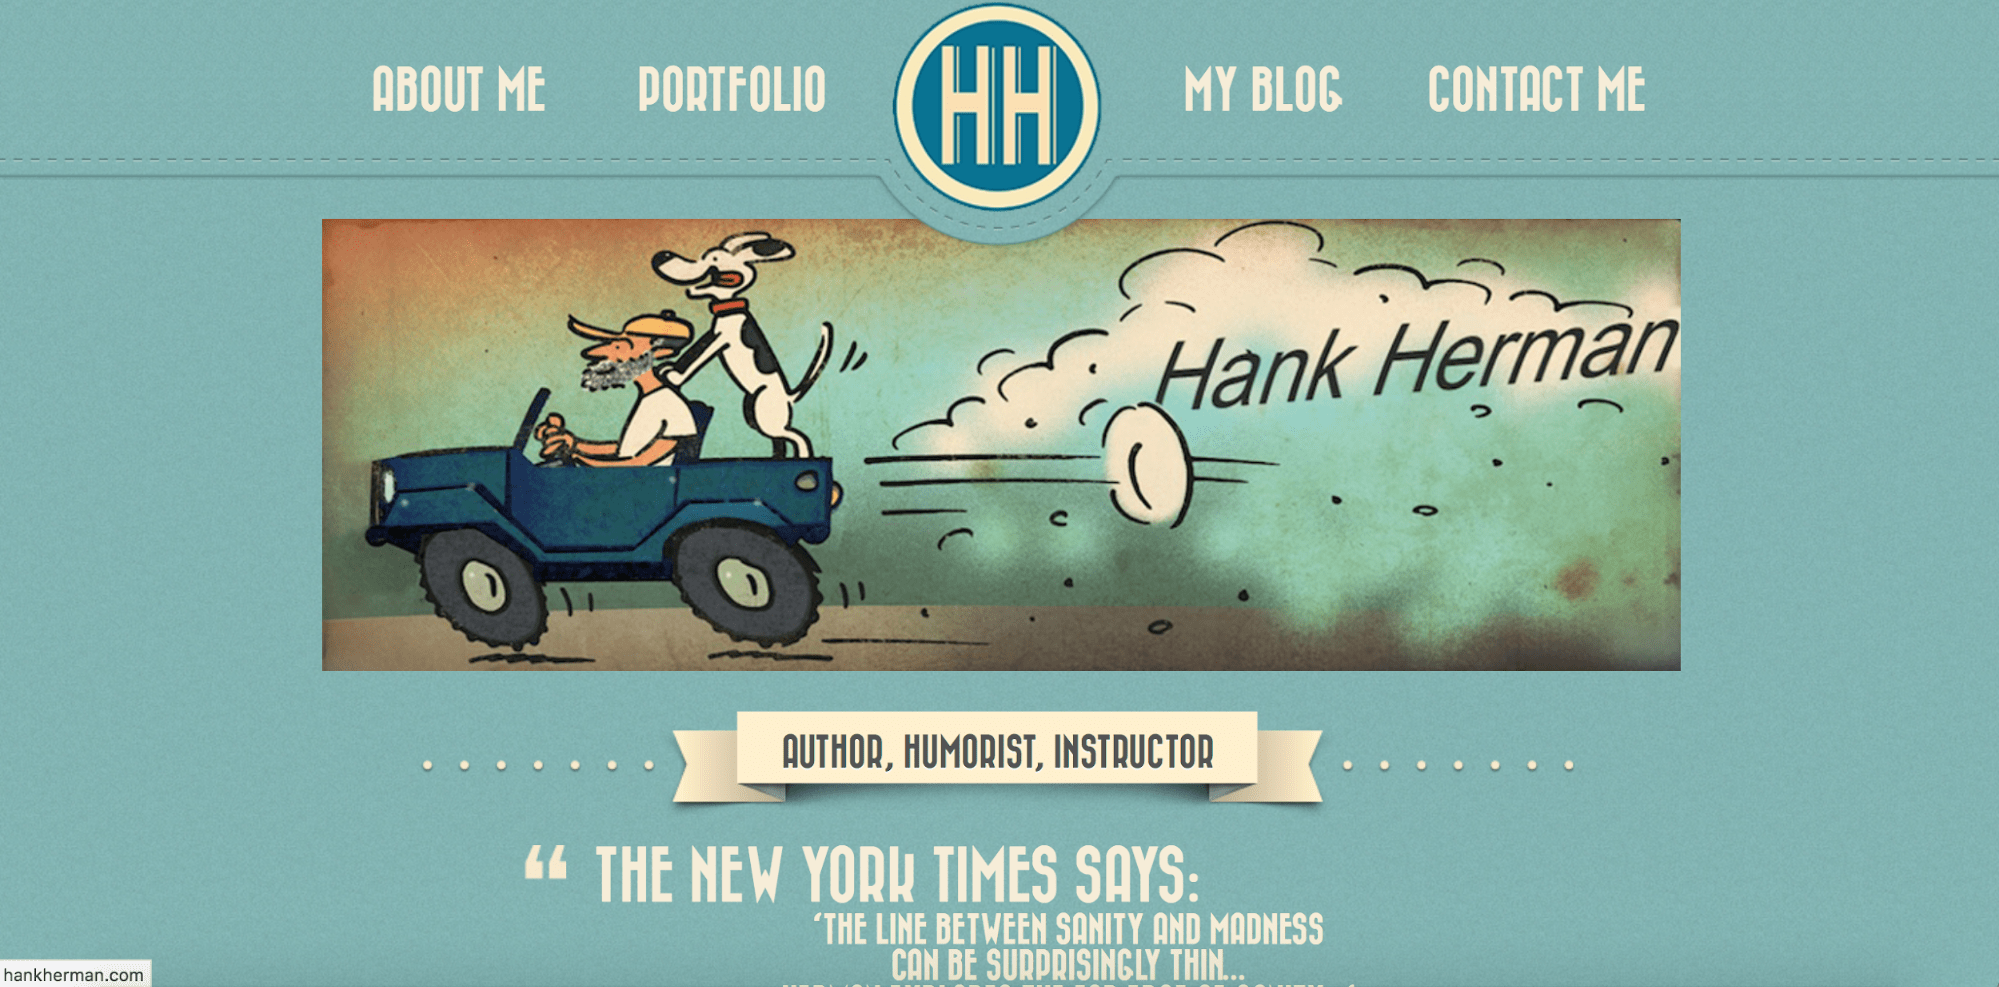 ABOUT ME
PORTFOLIO
HH
MY BLOG
CONTACT ME
Hank Herman
AUTHOR, HUMORIST, INSTRUCTOR
“ THE NEW YORK TIMES SAYS:
‘THE LINE BETWEEN SANITY AND MADNESS
CAN BE SURPRISINGLY THIN...
hankherman.com